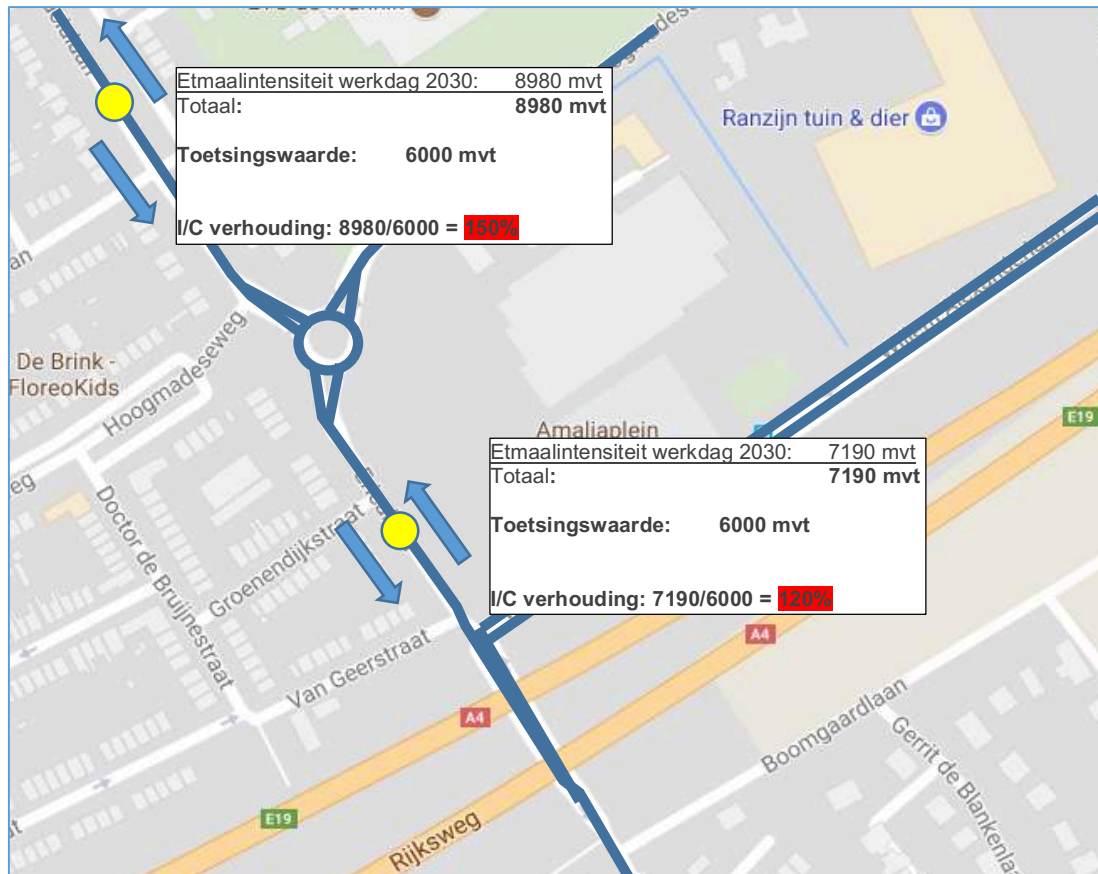 Etmaalintensiteit werkdag 2030: 8980 mvt
Totaal: 8980 mvt
Toetsingswaarde: 6000 mvt
I/C verhouding: 8980/6000 = 150%
Ranzijn tuin & dier
De Brink -
FloreoKids
Hoogmadeseweg
E19
Amaliaplein
Etmaalintensiteit werkdag 2030: 7190 mvt
Totaal: 7190 mvt
Toetsingswaarde: 6000 mvt
I/C verhouding: 7190/6000 = 120%
Doctor de Bruijnestraat
Groenendijkstraat
Van Geerstraat
A4
A4
Boomgaardlaan
E19
Rijksweg